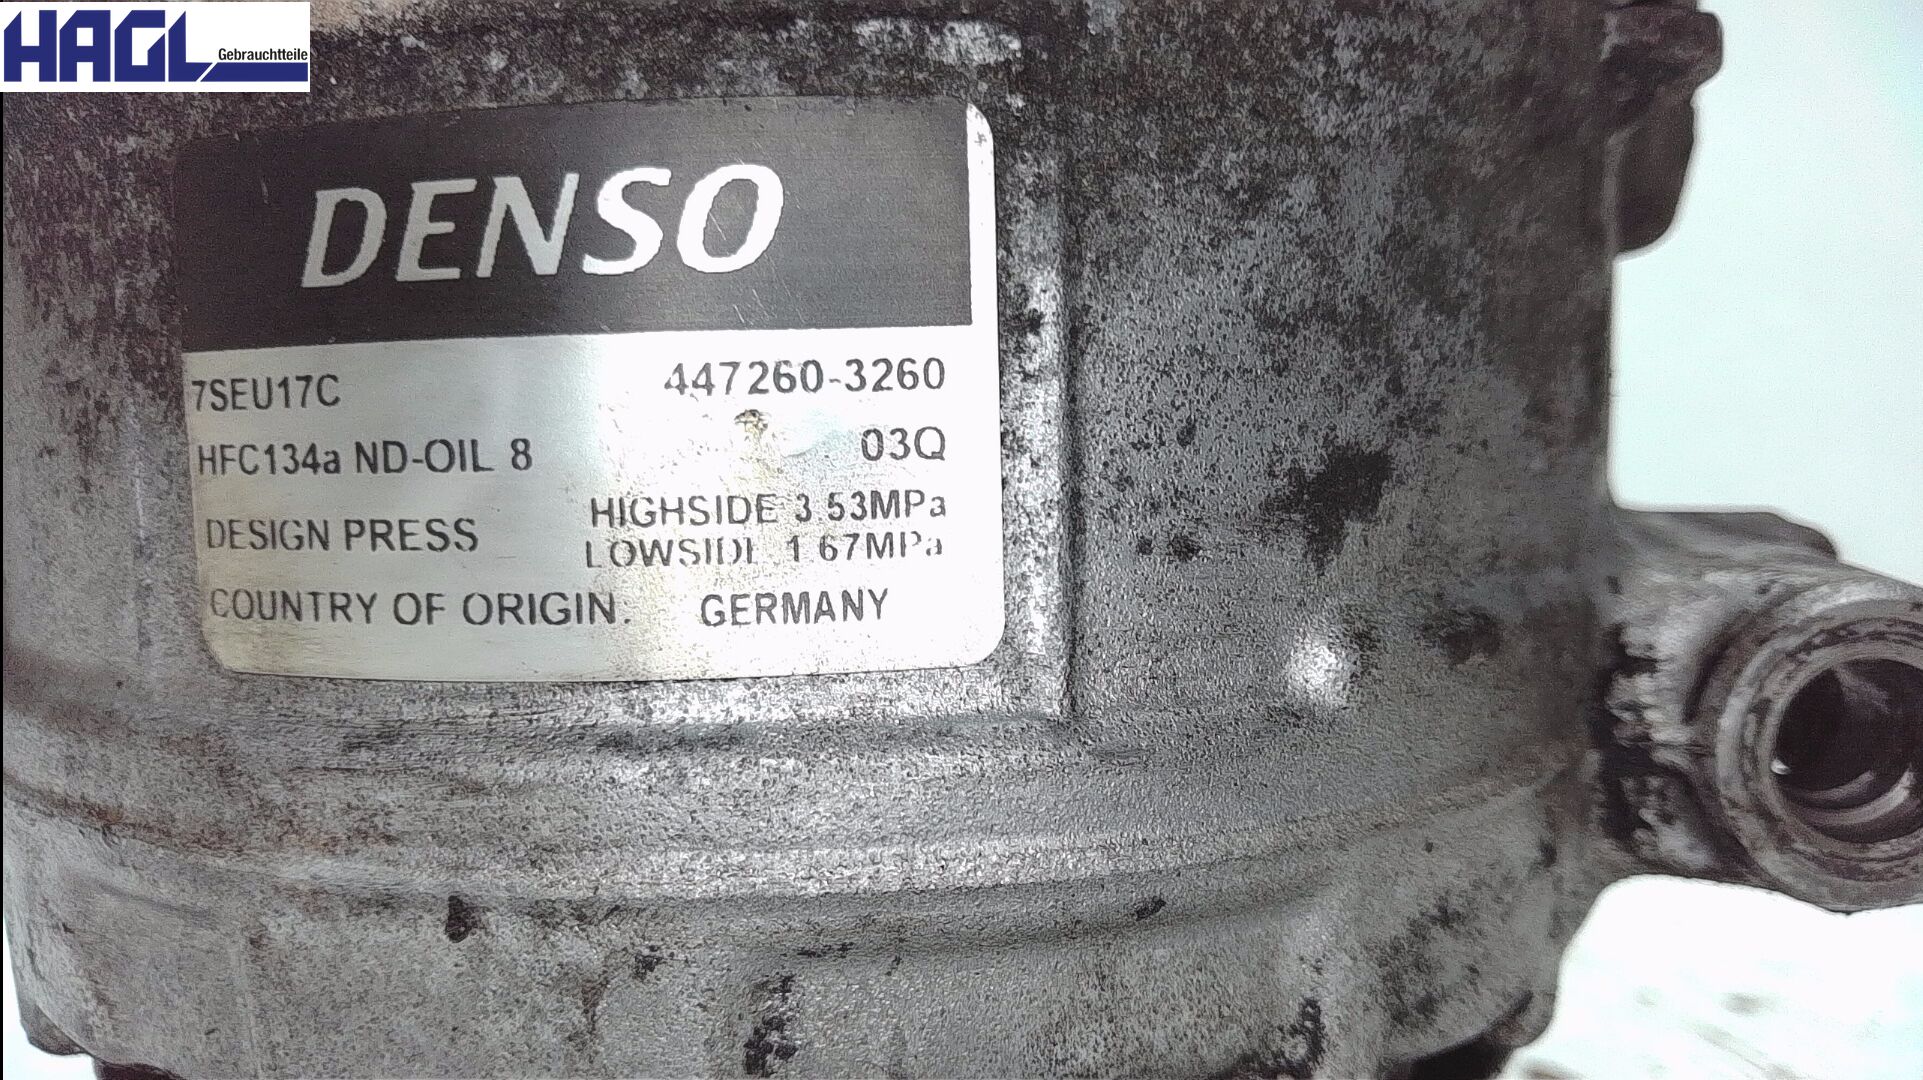 HAGL
Gebrauchtteile
DENSO
7SEU17C 447260-3260
HFC134a ND-OIL 8 03Q
DESIGN PRESS HIGHSIDE 3.53MPa
LOWSIDE 1.67MPa
COUNTRY OF ORIGIN. GERMANY